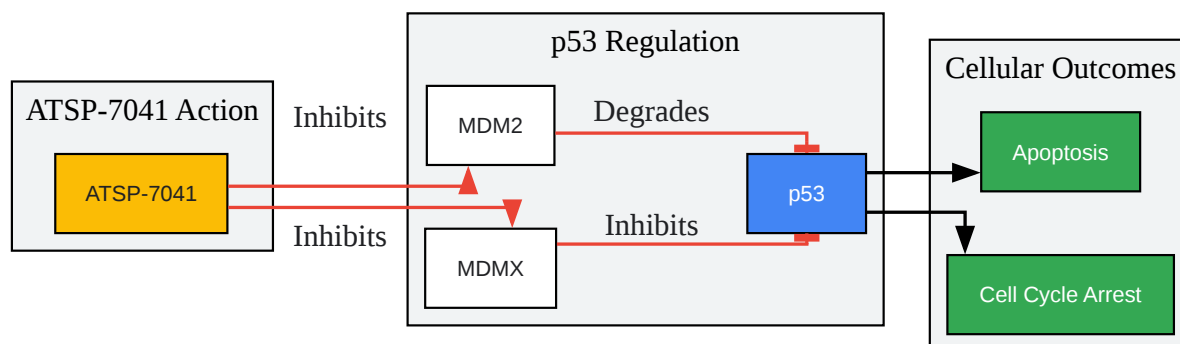 ATSP-7041 Action
ATSP-7041
Inhibits
Inhibits
p53 Regulation
MDM2
Degrades
MDMX
Inhibits
p53
Cellular Outcomes
Apoptosis
Cell Cycle Arrest